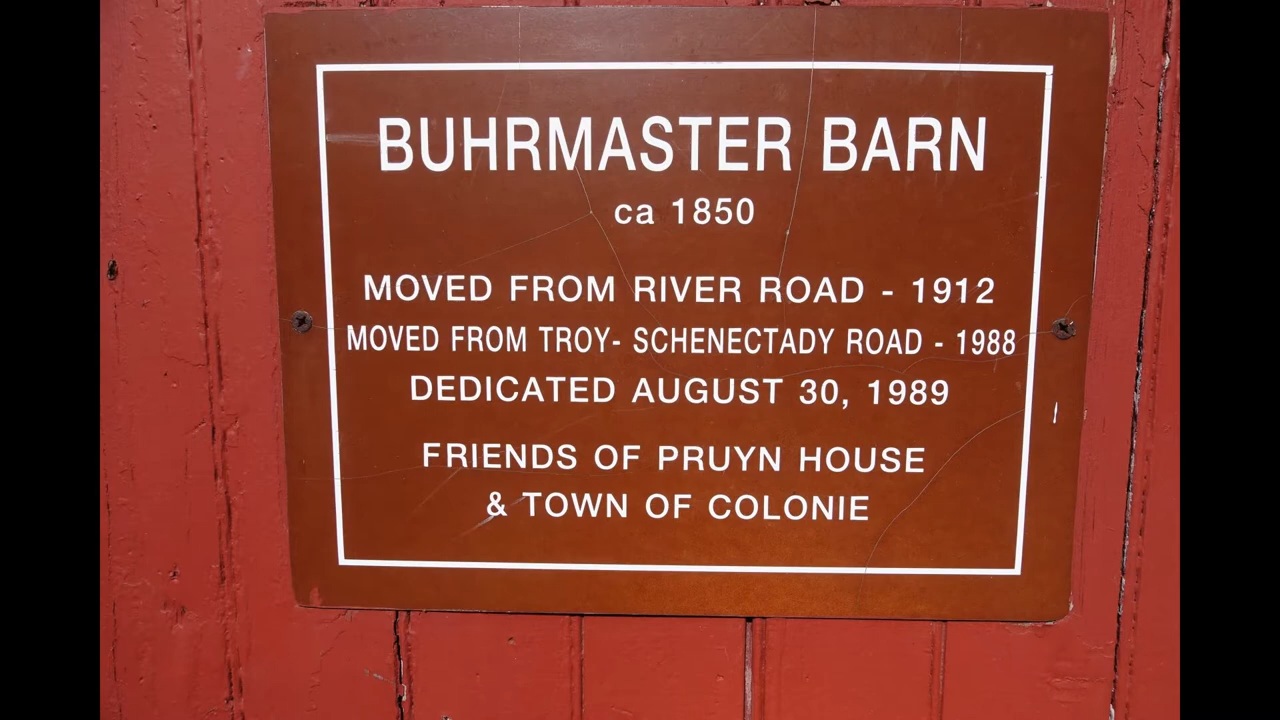 BUHRMASTER BARN
ca 1850
MOVED FROM RIVER ROAD - 1912
MOVED FROM TROY- SCHENECTADY ROAD - 1988
DEDICATED AUGUST 30, 1989
FRIENDS OF PRUYN HOUSE
& TOWN OF COLONIE